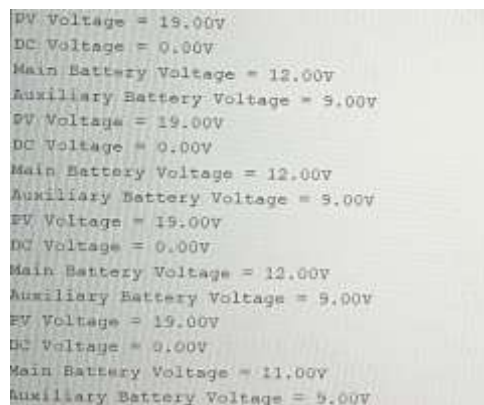 PV Voltage = 19.00V
DC Voltage = 0.00V
Main Battery Voltage = 12.00V
Auxiliary Battery Voltage = 9.00V
PV Voltage = 19.00V
DC Voltage = 0.00V
Main Battery Voltage = 12.00V
Auxiliary Battery Voltage = 9.00V
PV Voltage = 19.00V
DC Voltage = 0.00V
Main Battery Voltage = 12.00V
Auxiliary Battery Voltage = 9.00V
PV Voltage = 19.00V
DC Voltage = 0.00V
Main Battery Voltage = 11.00V
Auxiliary Battery Voltage = 9.00V